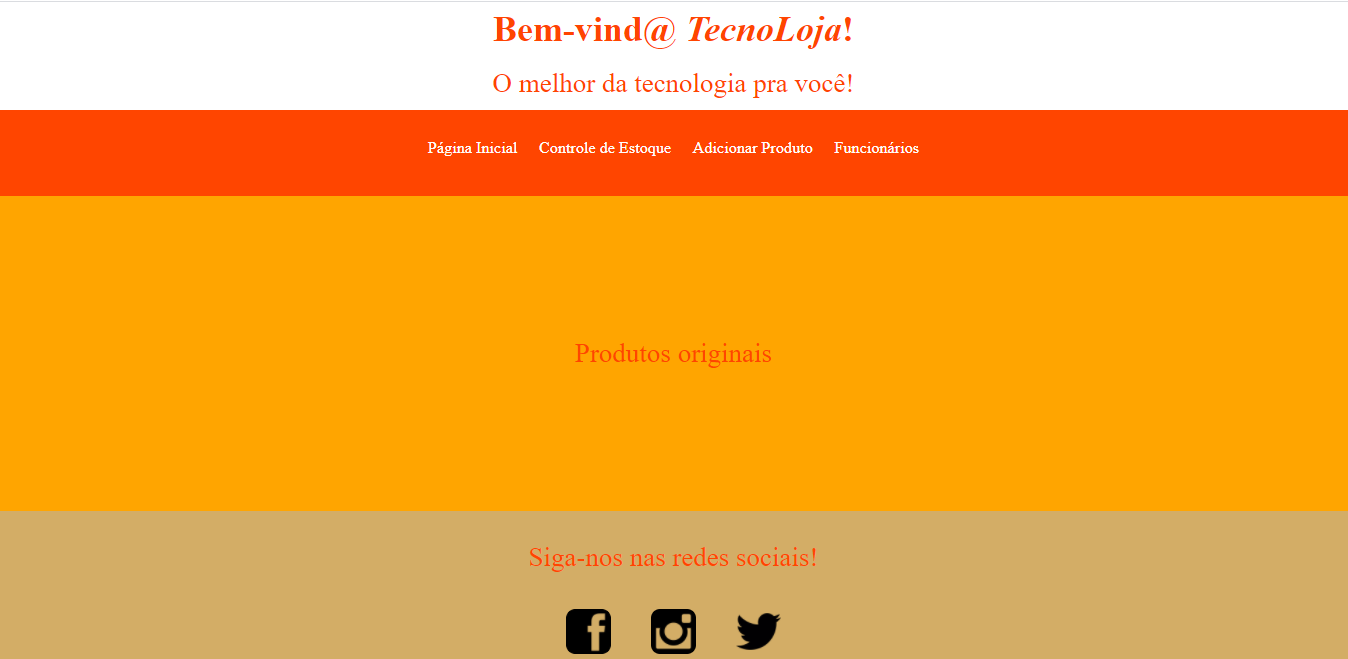 Bem-vind@ TecnoLoja!
O melhor da tecnologia pra você!
Página Inicial Controle de Estoque Adicionar Produto Funcionários
Produtos originais
Siga-nos nas redes sociais!